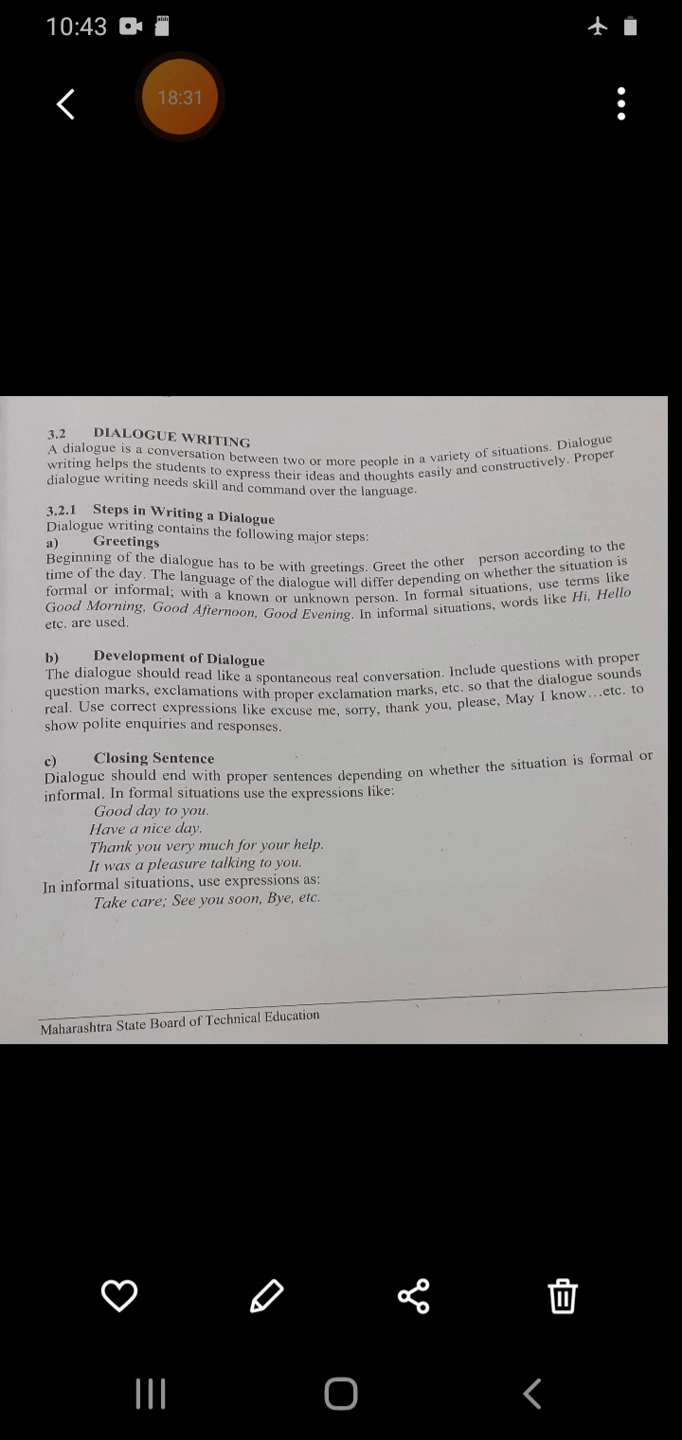 10:43
18:31
3.2 DIALOGUE WRITING
A dialogue is a conversation between two or more people in a variety of situations. Dialogue
writing helps the students to express their ideas and thoughts easily and constructively. Proper
dialogue writing needs skill and command over the language.
3.2.1 Steps in Writing a Dialogue
Dialogue writing contains the following major steps:
a) Greetings
Beginning of the dialogue has to be with greetings. Greet the other person according to the
time of the day. The language of the dialogue will differ depending on whether the situation is
formal or informal; with a known or unknown person. In formal situations, use terms like
Good Morning, Good Afternoon, Good Evening. In informal situations, words like Hi, Hello
etc. are used.
b) Development of Dialogue
The dialogue should read like a spontaneous real conversation. Include questions with proper
question marks, exclamations with proper exclamation marks, etc. so that the dialogue sounds
real. Use correct expressions like excuse me, sorry, thank you, please, May I know...etc. to
show polite enquiries and responses.
c) Closing Sentence
Dialogue should end with proper sentences depending on whether the situation is formal or
informal. In formal situations use the expressions like:
Good day to you.
Have a nice day.
Thank you very much for your help.
It was a pleasure talking to you.
In informal situations, use expressions as:
Take care; See you soon, Bye, etc.
Maharashtra State Board of Technical Education